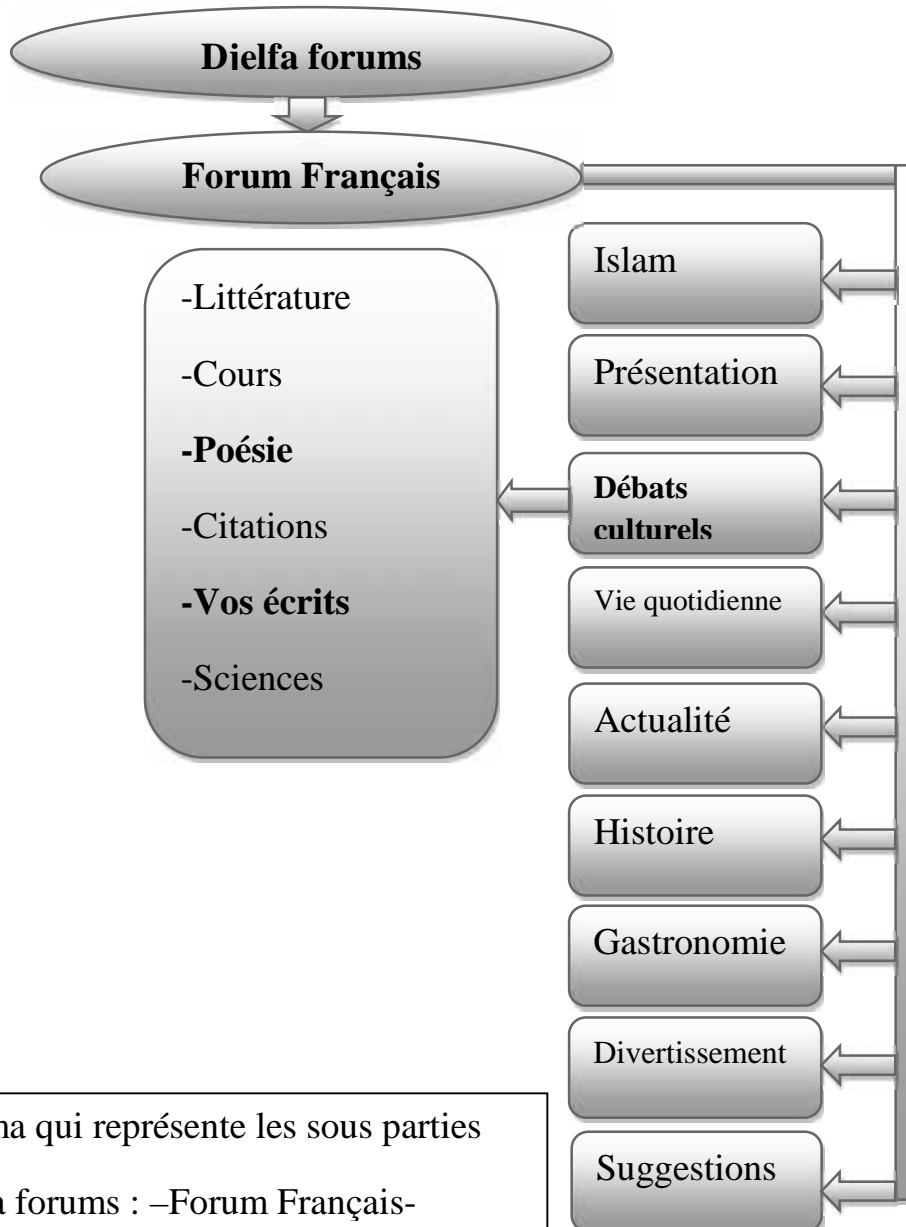 Djelfa forums
Forum Français
-Littérature
-Cours
-Poésie
-Citations
-Vos écrits
-Sciences
Islam
Présentation
Débats
culturels
Vie quotidienne
Actualité
Histoire
Gastronomie
Divertissement
Suggestions
qui représente les sous parties
forums : –Forum Français-